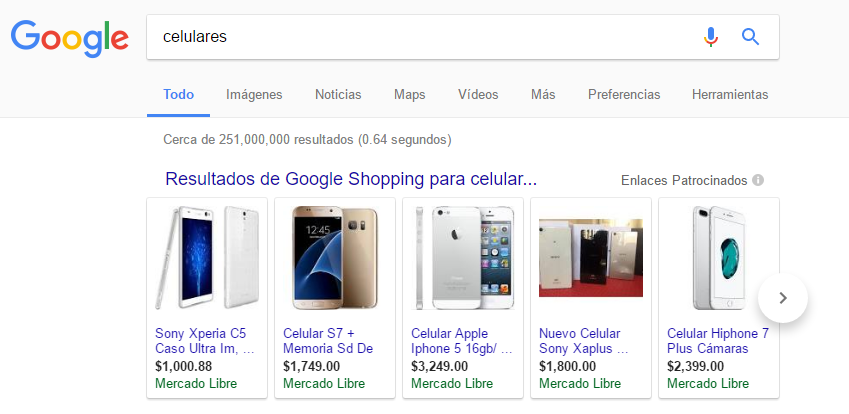 Google
celulares
Todo Imágenes Noticias Maps Vídeos Más Preferencias Herramientas
Cerca de 251,000,000 resultados (0.64 segundos)
Resultados de Google Shopping para celular...
Enlaces Patrocinados
Sony Xperia C5
Caso Ultra Im, ...
$1,000.88
Mercado Libre
12:45
Celular S7 +
Memoria Sd De
$1,749.00
Mercado Libre
Celular Apple
Iphone 5 16gb/ ...
$3,249.00
Mercado Libre
Nuevo Celular
Sony Xaplus ...
$1,800.00
Mercado Libre
Celular Hiphone 7
Plus Cámaras
$2,399.00
Mercado Libre